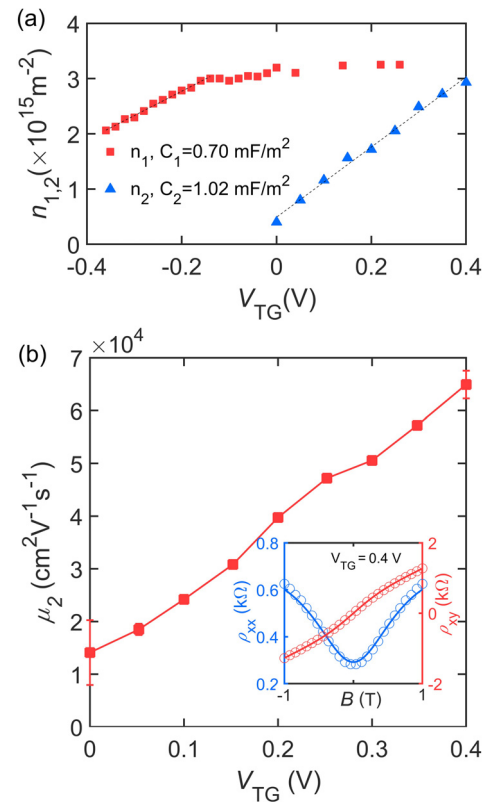 (a)
4
3
2
1
0
n1,2(×10^15m^-2)
n1, C1=0.70 mF/m^2
n2, C2=1.02 mF/m^2
-0.4 -0.2 0 0.2 0.4
VTG(V)
(b)
×10^4
7
6
5
4
3
2
1
0
μ2 (cm^2V^-1s^-1)
0.8
0.6
0.4
0.2
ρxx (kΩ)
VTG= 0.4 V
2
0
-2
ρxy (kΩ)
-1 B (T) 1
0 0.1 0.2 0.3 0.4
VTG (V)